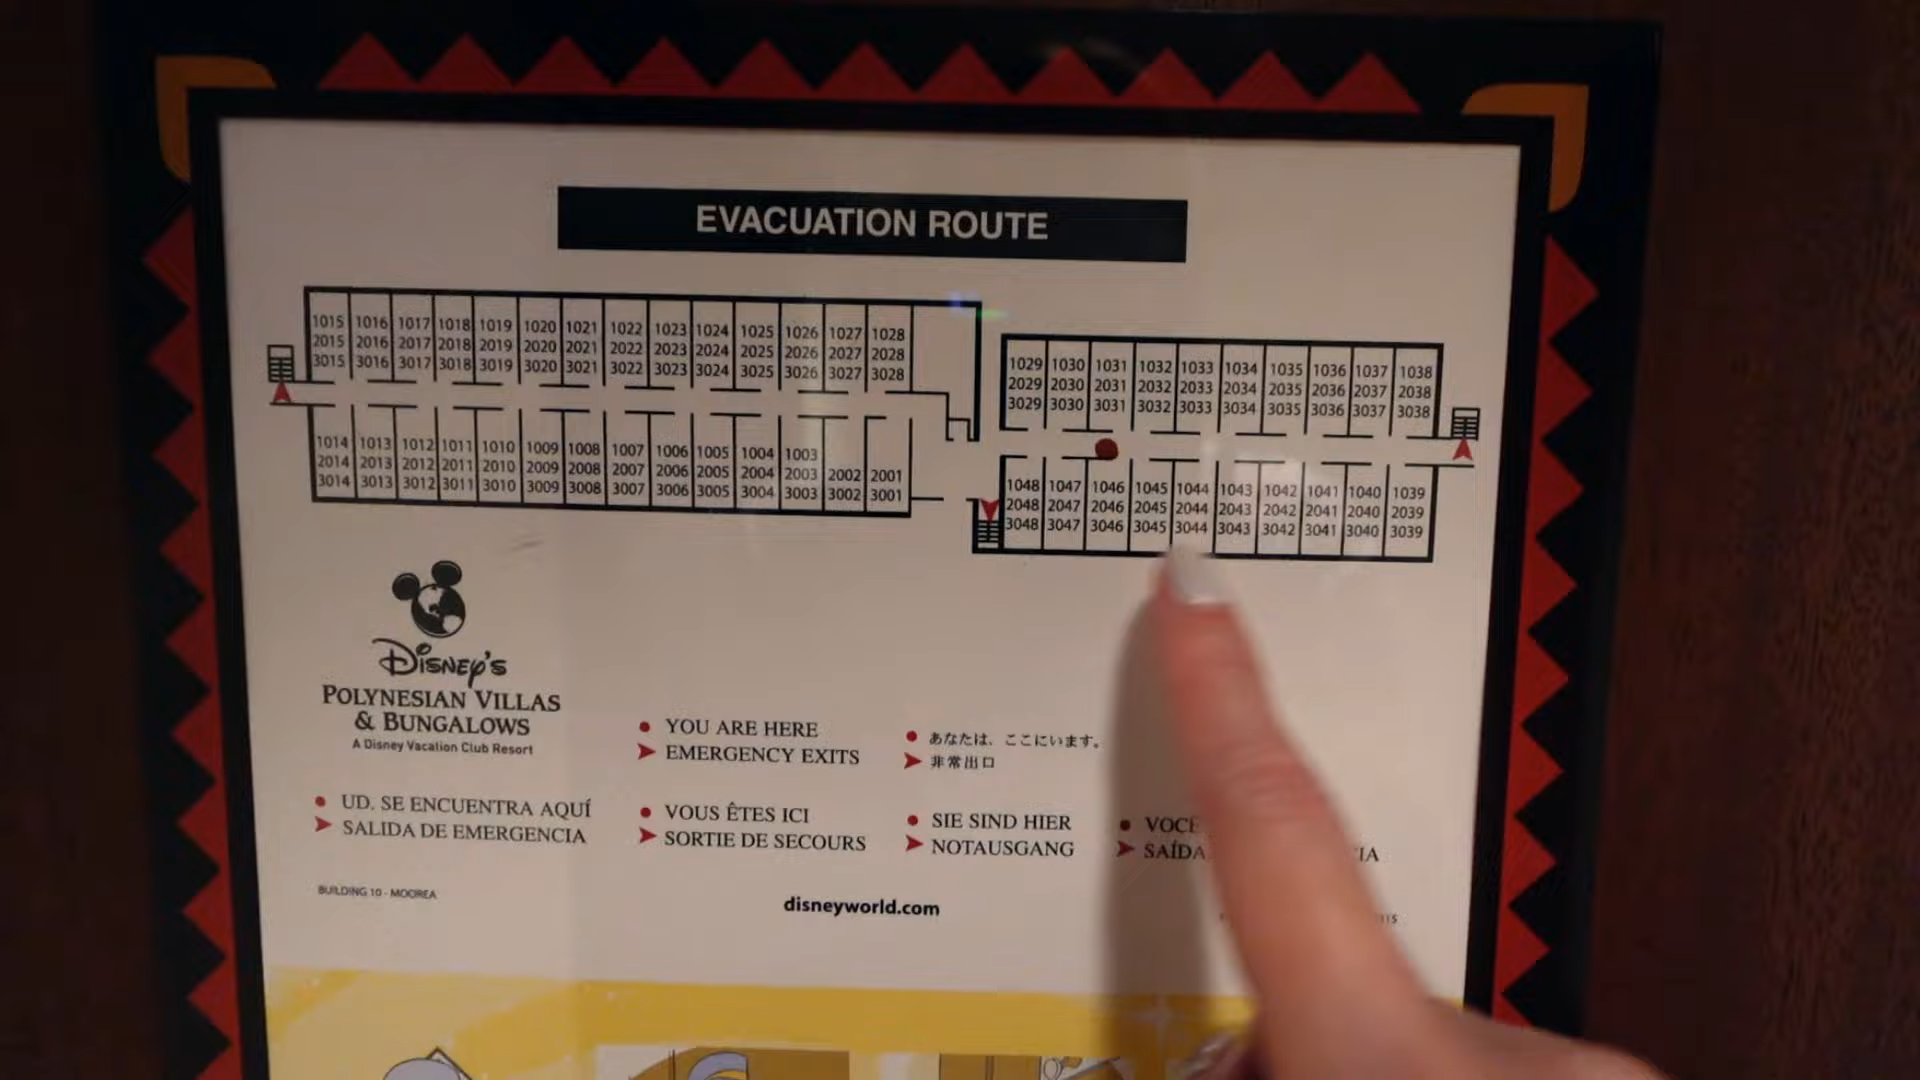 EVACUATION ROUTE
1015 1016 1017 1018 1019 1020 1021 1022 1023 1024 1025 1026 1027 1028
2015 2016 2017 2018 2019 2020 2021 2022 2023 2024 2025 2026 2027 2028
3015 3016 3017 3018 3019 3020 3021 3022 3023 3024 3025 3026 3027 3028
1029 1030 1031 1032 1033 1034 1035 1036 1037 1038
2029 2030 2031 2032 2033 2034 2035 2036 2037 2038
3029 3030 3031 3032 3033 3034 3035 3036 3037 3038
1014 1013 1012 1011 1010 1009 1008 1007 1006 1005 1004 1003
2014 2013 2012 2011 2010 2009 2008 2007 2006 2005 2004 2003 2002 2001
3014 3013 3012 3011 3010 3009 3008 3007 3006 3005 3004 3003 3002 3001
1048 1047 1046 1045 1044 1043 1042 1041 1040 1039
2048 2047 2046 2045 2044 2043 2042 2041 2040 2039
3048 3047 3046 3045 3044 3043 3042 3041 3040 3039
DISNEY'S
POLYNESIAN VILLAS
& BUNGALOWS
A Disney Vacation Club Resort
YOU ARE HERE
EMERGENCY EXITS
あなたは、ここにいます。
非常出口
UD. SE ENCUENTRA AQUÍ
SALIDA DE EMERGENCIA
VOUS ÊTES ICI
SORTIE DE SECOURS
SIE SIND HIER
NOTAUSGANG
VOCÊ
SAÍDA
BUILDING 10 - MOOREA
disneyworld.com